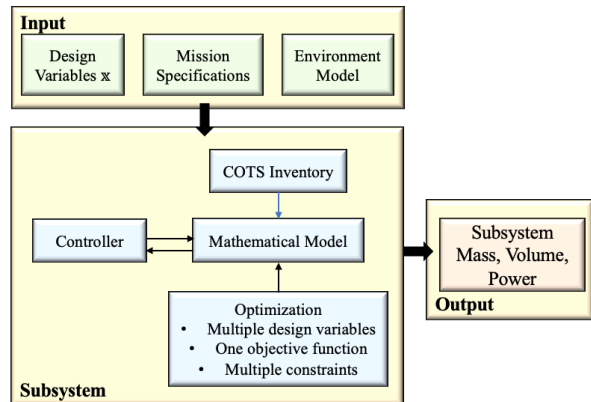 Input
Design
Variables x
Mission
Specifications
Environment
Model
COTS Inventory
Controller
Mathematical Model
Optimization
• Multiple design variables
• One objective function
• Multiple constraints
Subsystem
Subsystem
Mass, Volume,
Power
Output